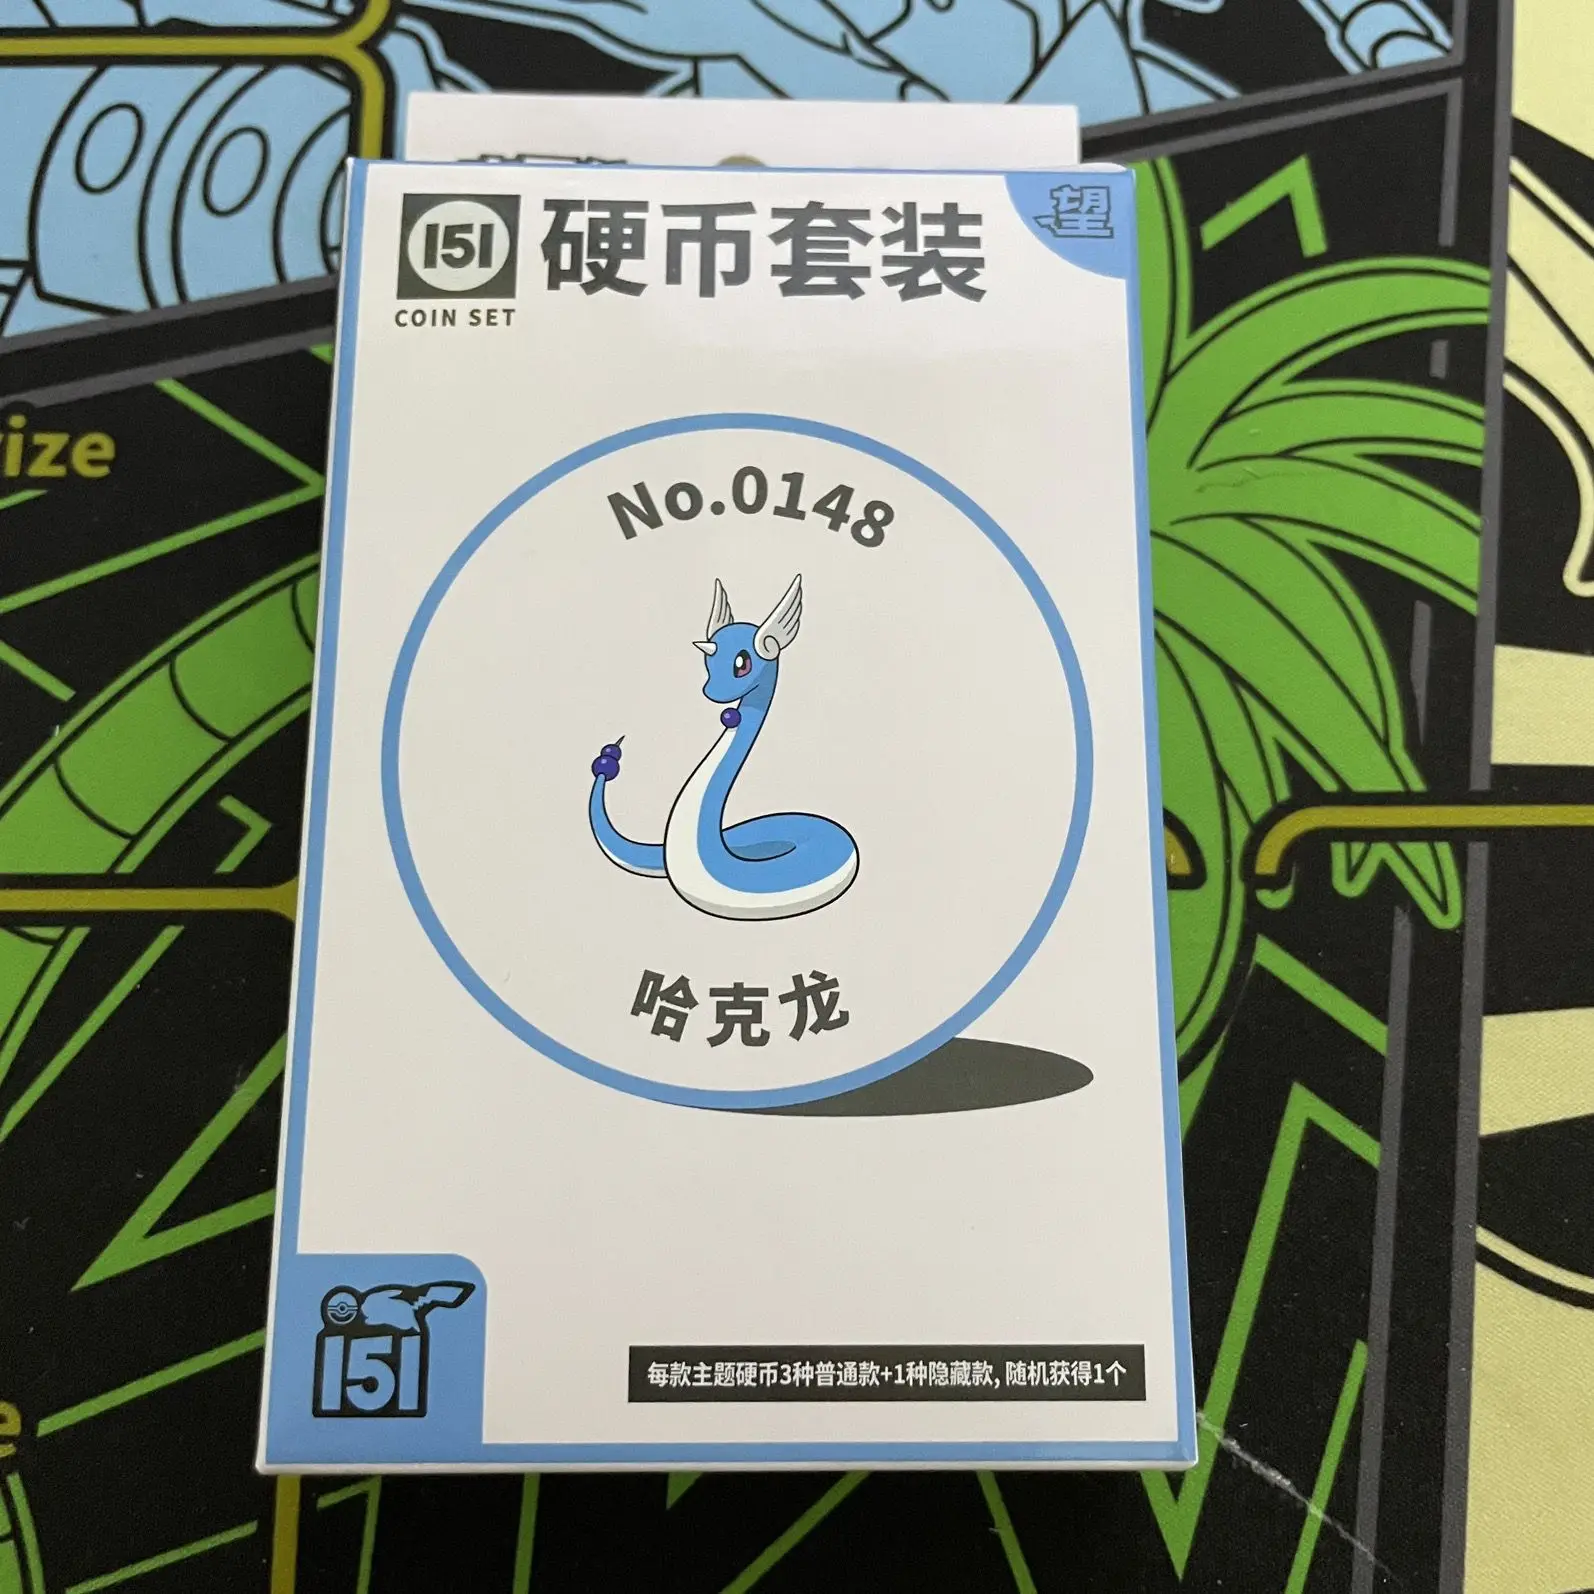 151
硬币套装
望
COIN SET
ize
No.0148
哈克龙
e
151
每款主题硬币3种普通款+1种隐藏款, 随机获得1个
e